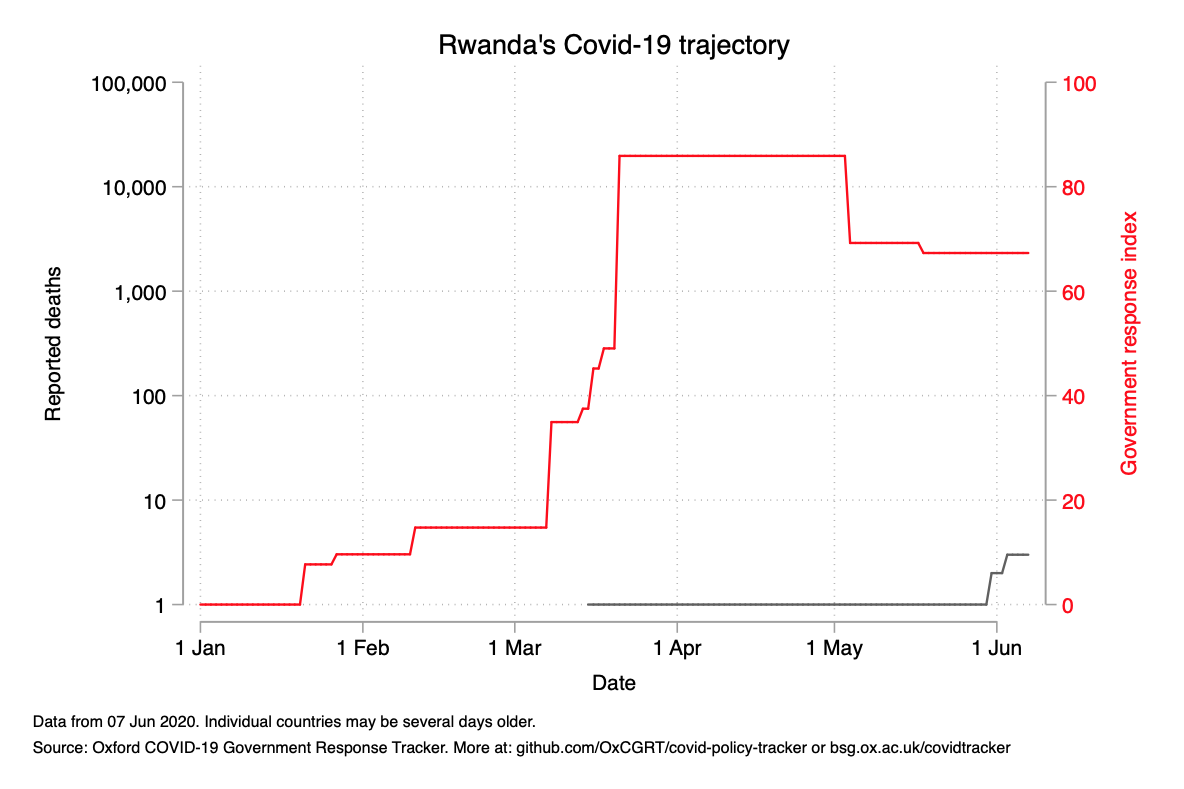 Rwanda's Covid-19 trajectory
100,000
10,000
1,000
100
10
1
Reported deaths
100
80
60
40
20
0
Government response index
1 Jan
1 Feb
1 Mar
1 Apr
1 May
1 Jun
Date
Data from 07 Jun 2020. Individual countries may be several days older.
Source: Oxford COVID-19 Government Response Tracker. More at: github.com/OxCGRT/covid-policy-tracker or bsg.ox.ac.uk/covidtracker